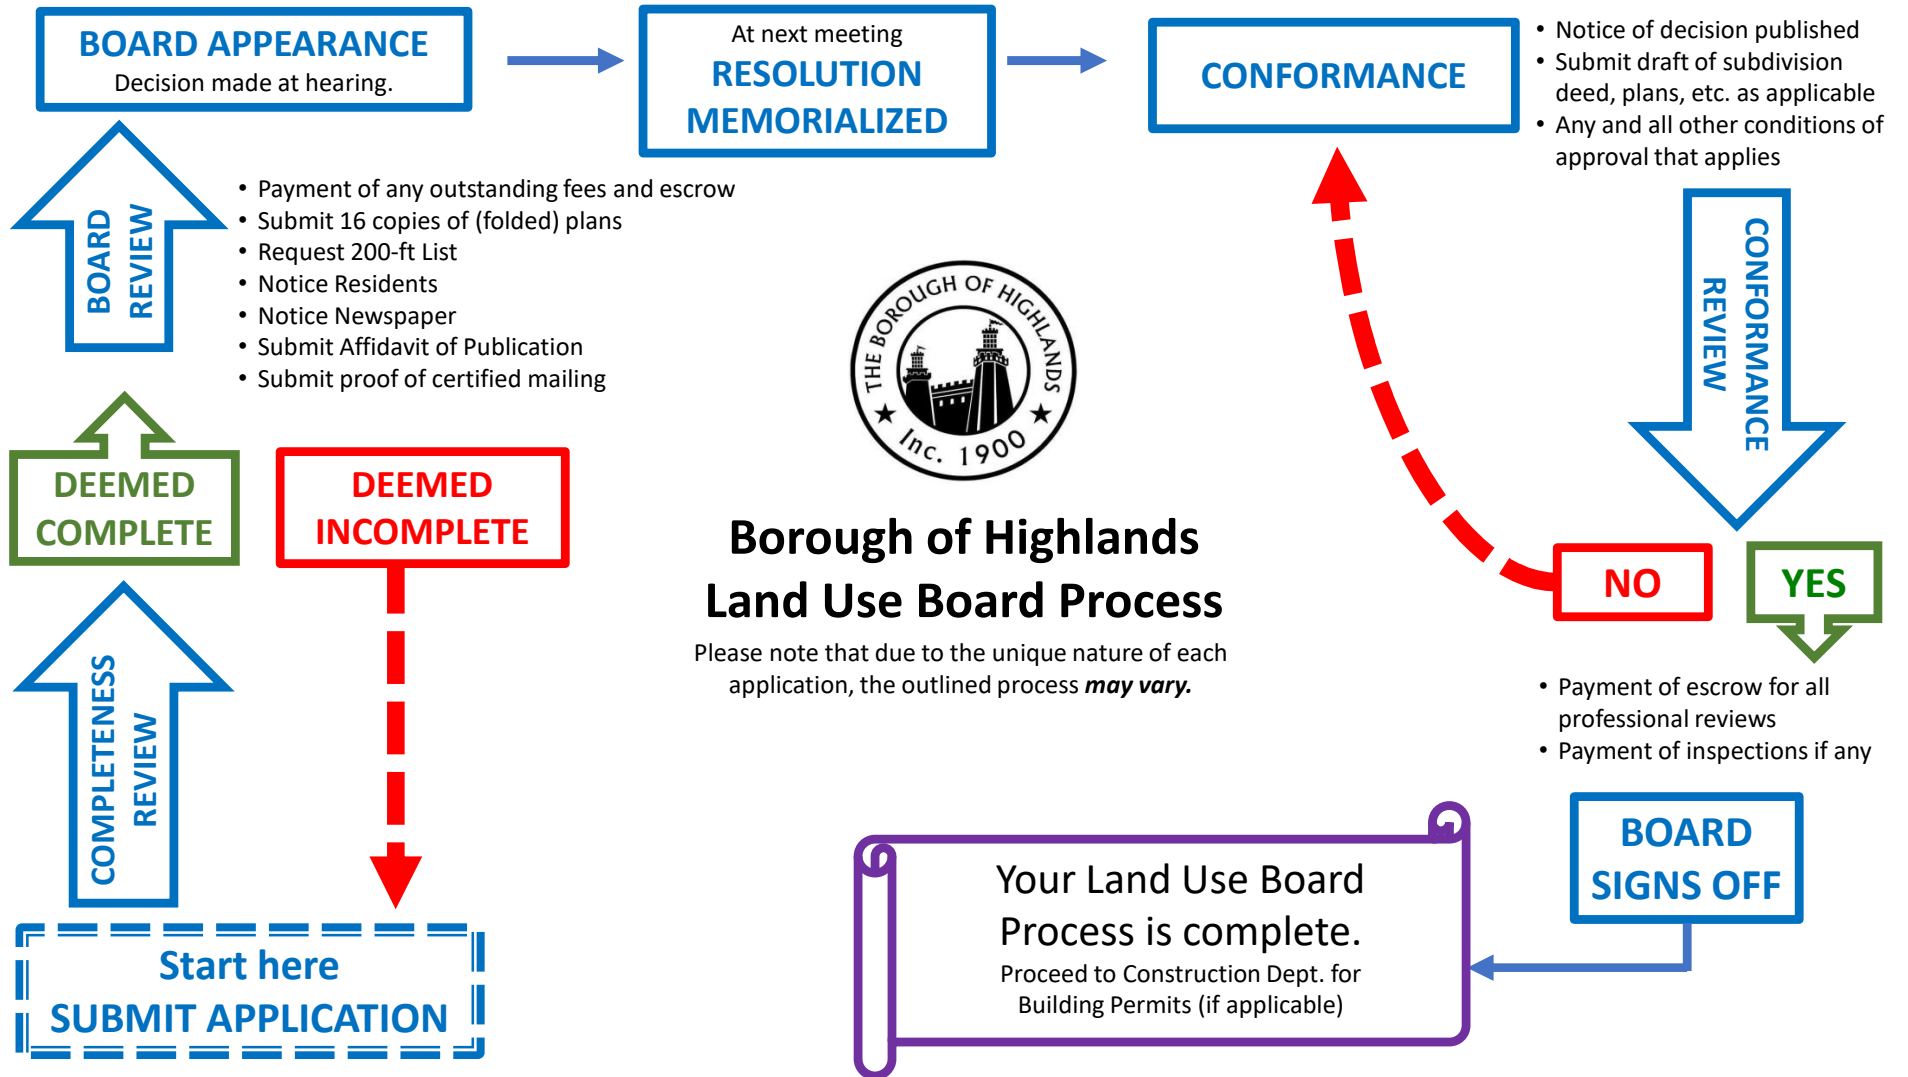 BOARD APPEARANCE
Decision made at hearing.
At next meeting
RESOLUTION
MEMORIALIZED
CONFORMANCE
• Notice of decision published
• Submit draft of subdivision
deed, plans, etc. as applicable
• Any and all other conditions of
approval that applies
BOARD
REVIEW
• Payment of any outstanding fees and escrow
• Submit 16 copies of (folded) plans
• Request 200-ft List
• Notice Residents
• Notice Newspaper
• Submit Affidavit of Publication
• Submit proof of certified mailing
CONFORMANCE
REVIEW
THE BOROUGH OF HIGHLANDS
Inc. 1900
DEEMED
COMPLETE
DEEMED
INCOMPLETE
Borough of Highlands
Land Use Board Process
Please note that due to the unique nature of each
application, the outlined process may vary.
NO
YES
COMPLETENESS
REVIEW
• Payment of escrow for all
professional reviews
• Payment of inspections if any
BOARD
SIGNS OFF
Your Land Use Board
Process is complete.
Proceed to Construction Dept. for
Building Permits (if applicable)
Start here
SUBMIT APPLICATION